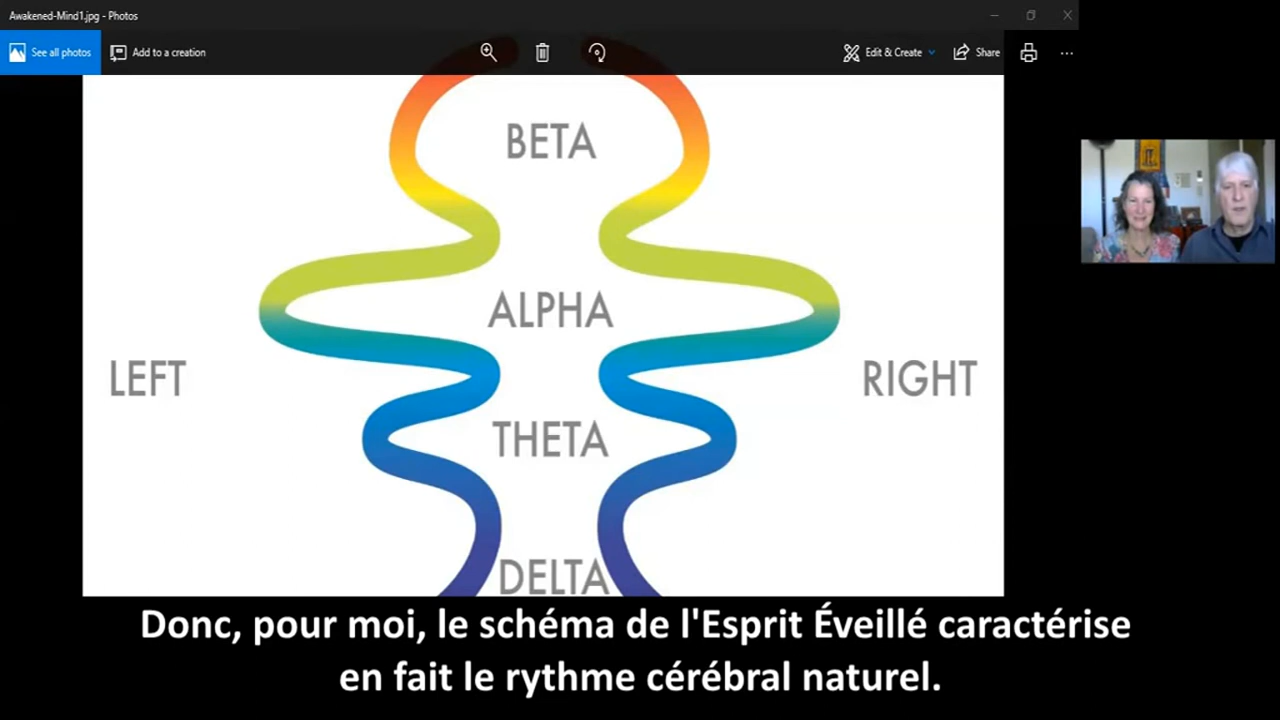 Awakened-Mind1.jpg - Photos
See all photos
Add to a creation
Edit & Create
Share
BETA
ALPHA
LEFT
RIGHT
THETA
DELTA
Donc, pour moi, le schéma de l'Esprit Éveillé caractérise
en fait le rythme cérébral naturel.